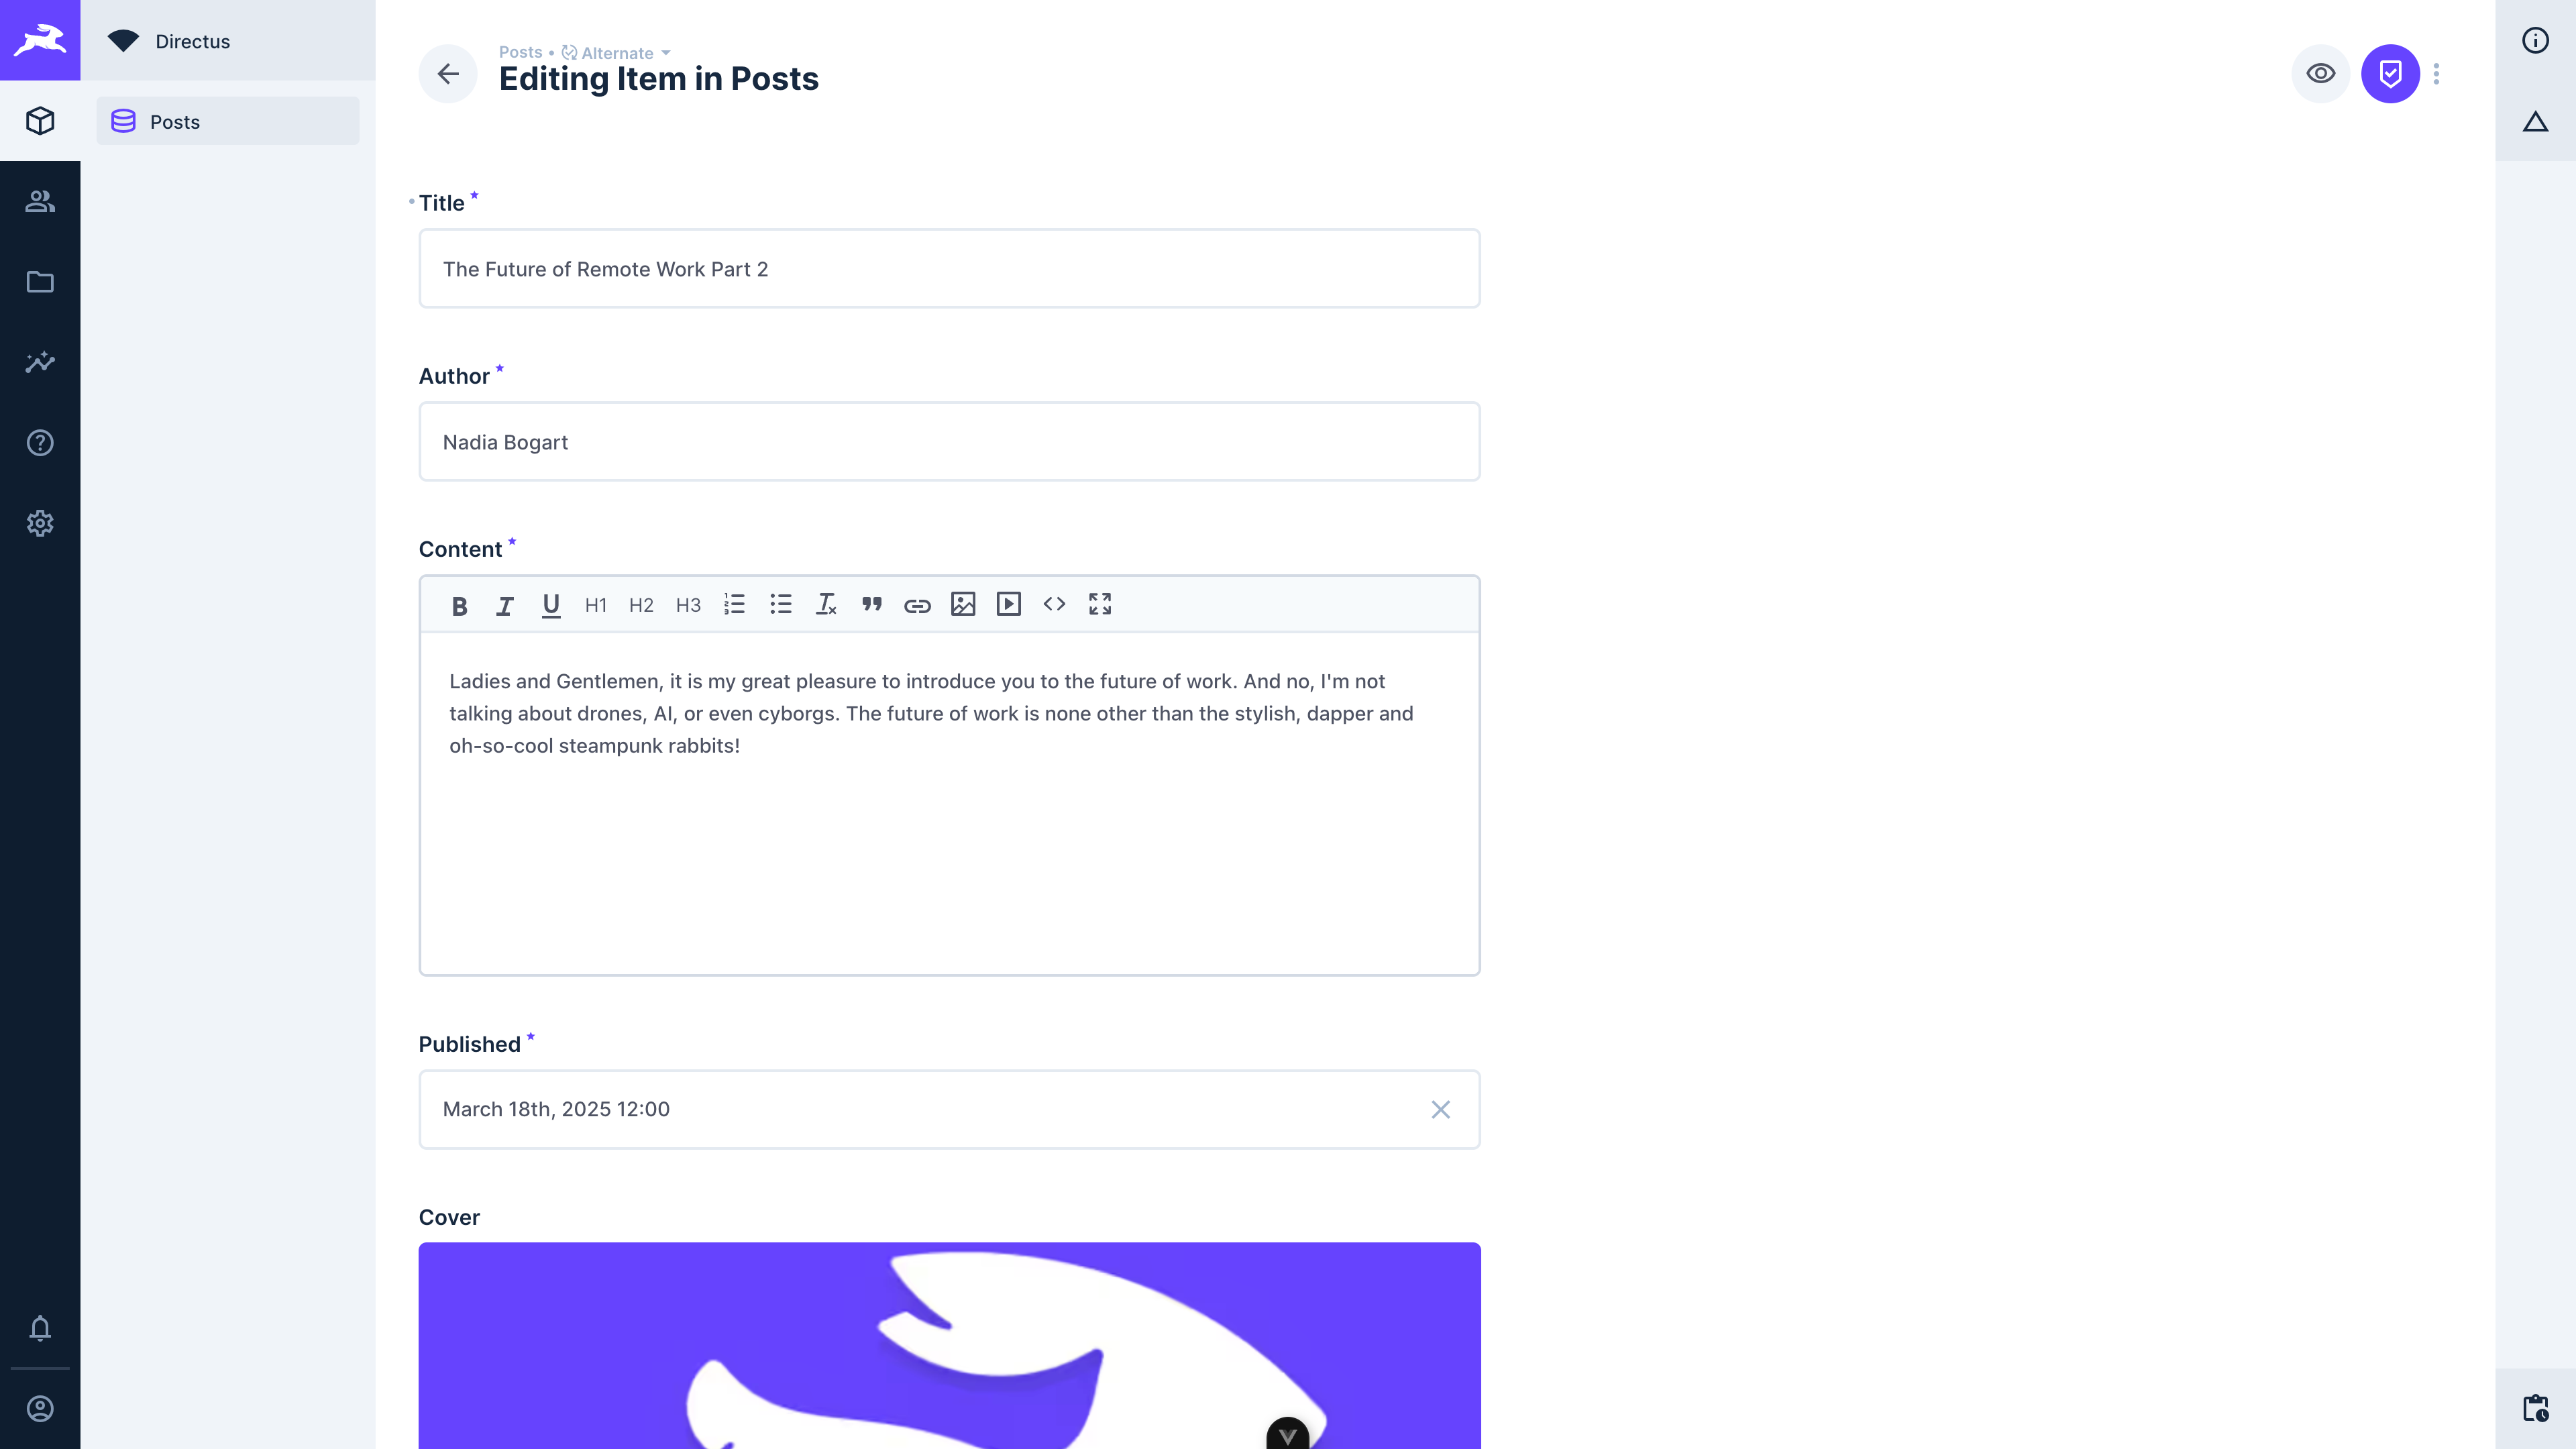 Directus
Posts
Posts • Alternate
Editing Item in Posts
Title *
The Future of Remote Work Part 2
Author *
Nadia Bogart
Content *
B I U H1 H2 H3
Ladies and Gentlemen, it is my great pleasure to introduce you to the future of work. And no, I'm not
talking about drones, AI, or even cyborgs. The future of work is none other than the stylish, dapper and
oh-so-cool steampunk rabbits!
Published *
March 18th, 2025 12:00
Cover